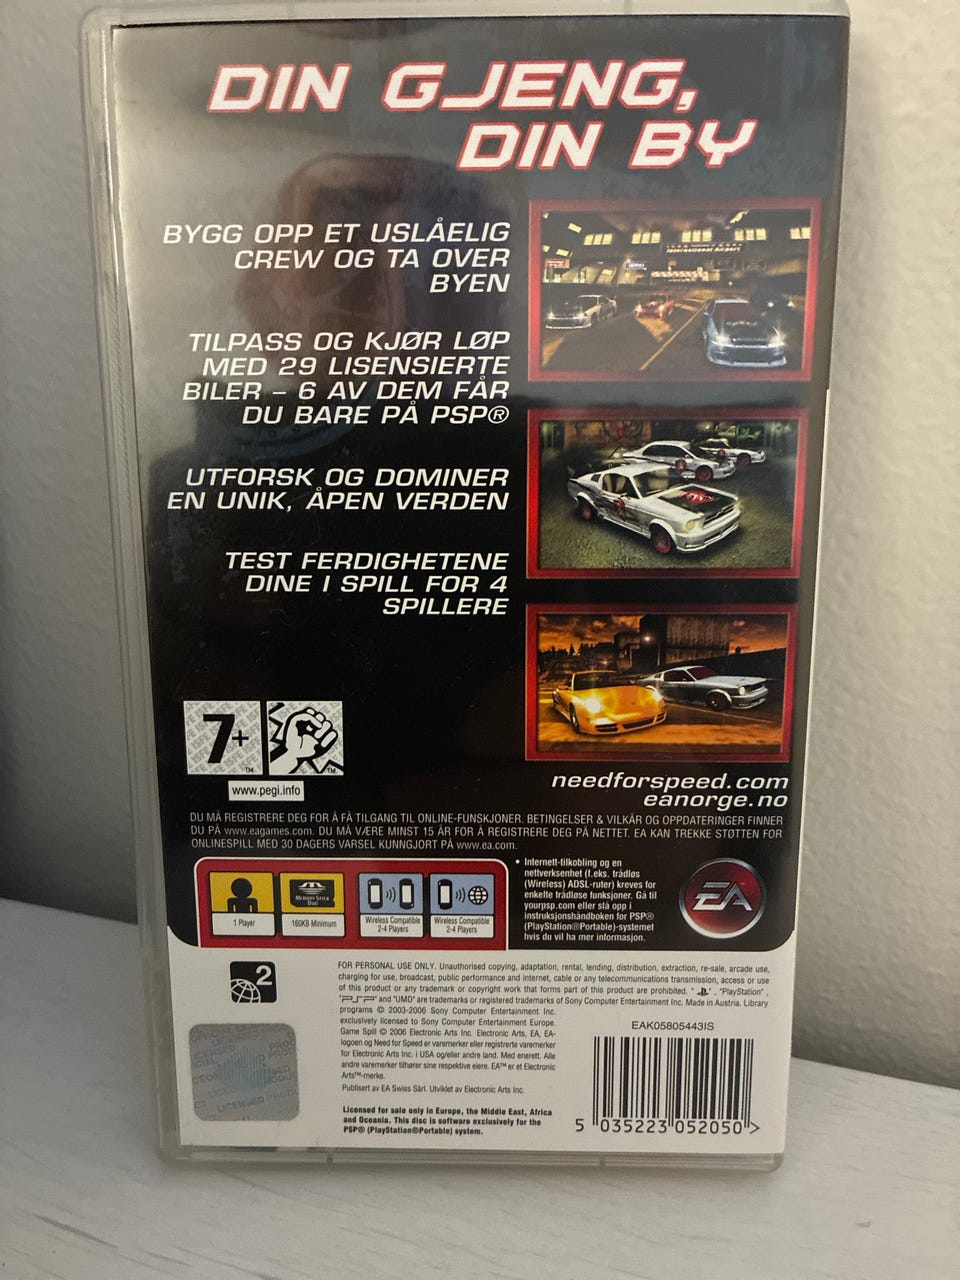 DIN GJENG,
DIN BY
BYGG OPP ET USLÅELIG
CREW OG TA OVER
BYEN
TILPASS OG KJØR LØP
MED 29 LISENSIERTE
BILER – 6 AV DEM FÅR
DU BARE PÅ PSP®
UTFORSK OG DOMINER
EN UNIK, ÅPEN VERDEN
TEST FERDIGHETENE
DINE I SPILL FOR 4
SPILLERE
7+
www.pegi.info
needforspeed.com
eanorge.no
DU MÅ REGISTRERE DEG FOR Å FÅ TILGANG TIL ONLINE-FUNKSJONER. BETINGELSER & VILKÅR OG OPPDATERINGER FINNER
DU PÅ www.eagames.com. DU MÅ VÆRE MINST 15 ÅR FOR Å REGISTRERE DEG PÅ NETTET. EA KAN TREKKE STØTTEN FOR
ONLINESPILL MED 30 DAGERS VARSEL KUNNGJORT PÅ www.ea.com.
MEMORY STICK
DUO
1 Player
160KB Minimum
Wireless Compatible
2-4 Players
Wireless Compatible
2-4 Players
• Internett-tilkobling og en
nettverksenhet (f.eks. trådløs
(Wireless) ADSL-ruter) kreves for
enkelte trådløse funksjoner. Gå til
yourpsp.com eller slå opp i
instruksjonshåndboken for PSP®
(PlayStation®Portable)-systemet
hvis du vil ha mer informasjon.
EA
2
FOR PERSONAL USE ONLY. Unauthorised copying, adaptation, rental, lending, distribution, extraction, re-sale, arcade use,
charging for use, broadcast, public performance and internet, cable or any telecommunications transmission, access or use
of this product or any trademark or copyright work that forms part of this product are prohibited. " ", "PlayStation",
"PSP" and "UMD" are trademarks or registered trademarks of Sony Computer Entertainment Inc. Made in Austria. Library
programs © 2003-2006 Sony Computer Entertainment Inc.
exclusively licensed to Sony Computer Entertainment Europe.
Game Spill © 2006 Electronic Arts Inc. Electronic Arts, EA, EA-
logoen og Need for Speed er varemerker eller registrerte varemerker
for Electronic Arts Inc. i USA og/eller andre land. Med enerett. Alle
andre varemerker tilhører sine respektive eiere. EA™ er et Electronic
Arts™-merke.
Publisert av EA Swiss Sàrl. Utviklet av Electronic Arts Inc.
Licensed for sale only in Europe, the Middle East, Africa
and Oceania. This disc is software exclusively for the
PSP® (PlayStation®Portable) system.
EAK05805443IS
5 035223 052050 >
LICENSED PROD